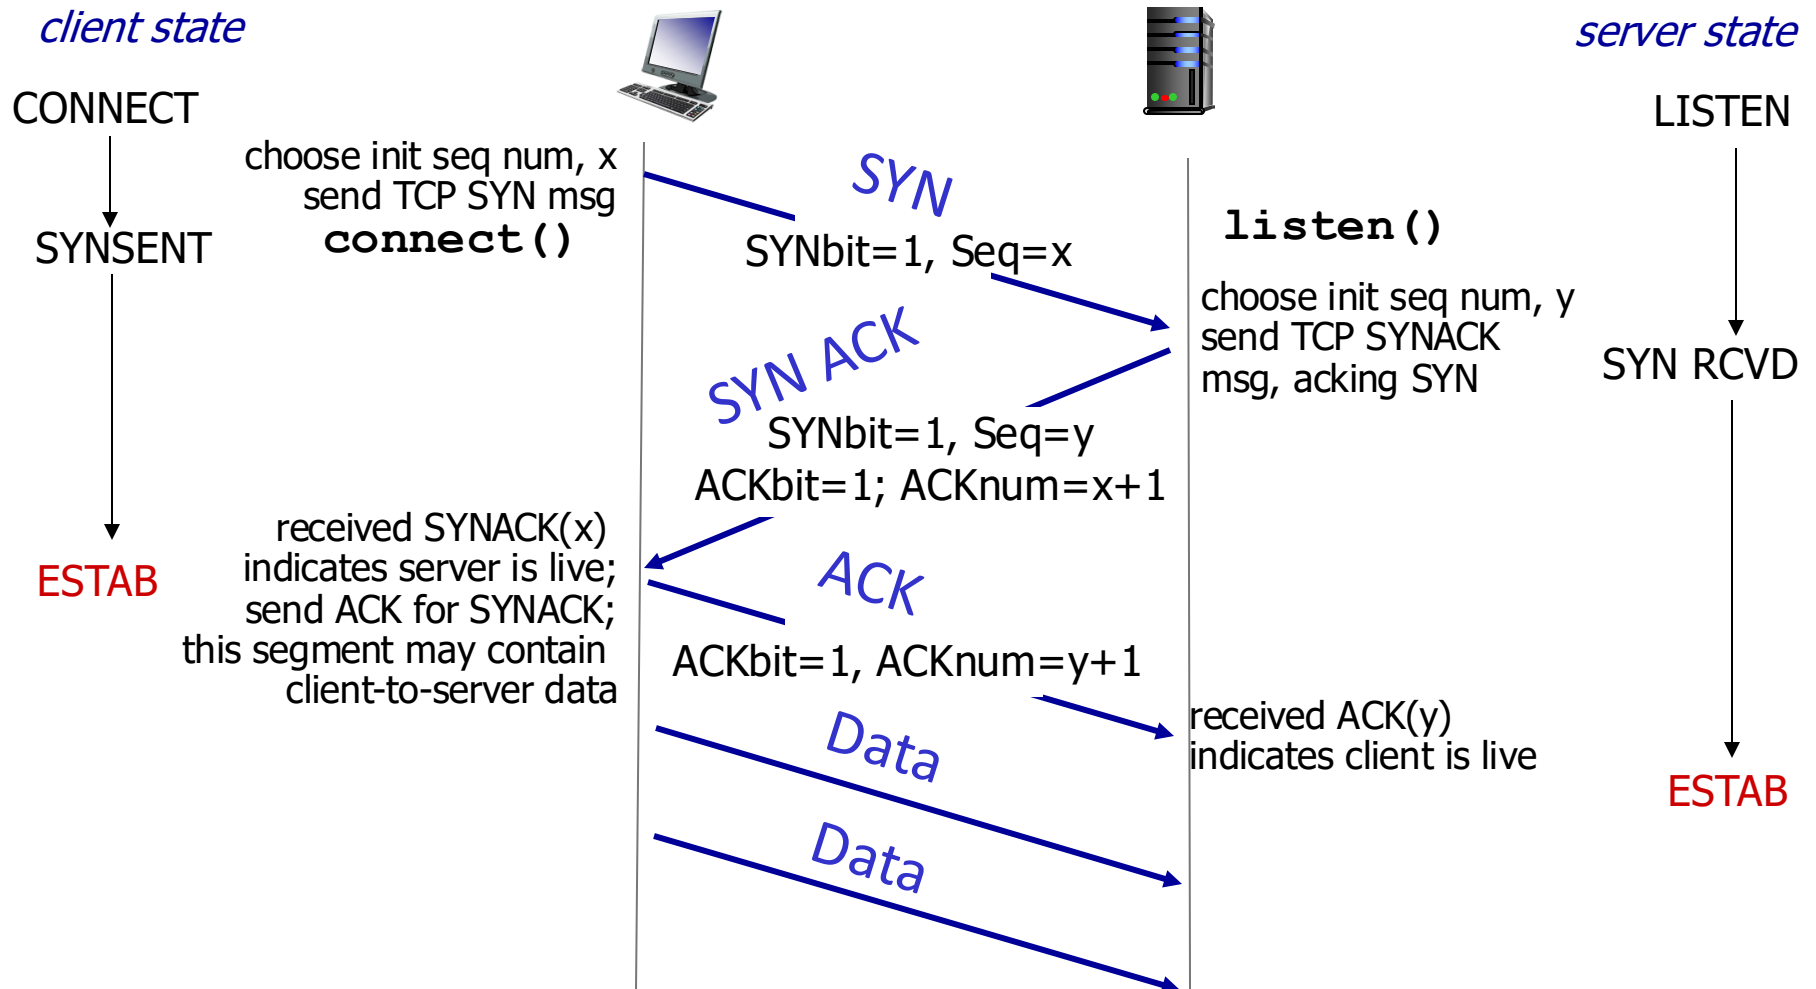 client state
server state
CONNECT
LISTEN
choose init seq num, x
send TCP SYN msg
connect()
SYN
SYNSENT
SYNbit=1, Seq=x
listen()
choose init seq num, y
send TCP SYNACK
msg, acking SYN
SYN RCVD
SYN ACK
SYNbit=1, Seq=y
ACKbit=1; ACKnum=x+1
received SYNACK(x)
indicates server is live;
send ACK for SYNACK;
this segment may contain
client-to-server data
ESTAB
ACK
ACKbit=1, ACKnum=y+1
received ACK(y)
indicates client is live
ESTAB
Data
Data